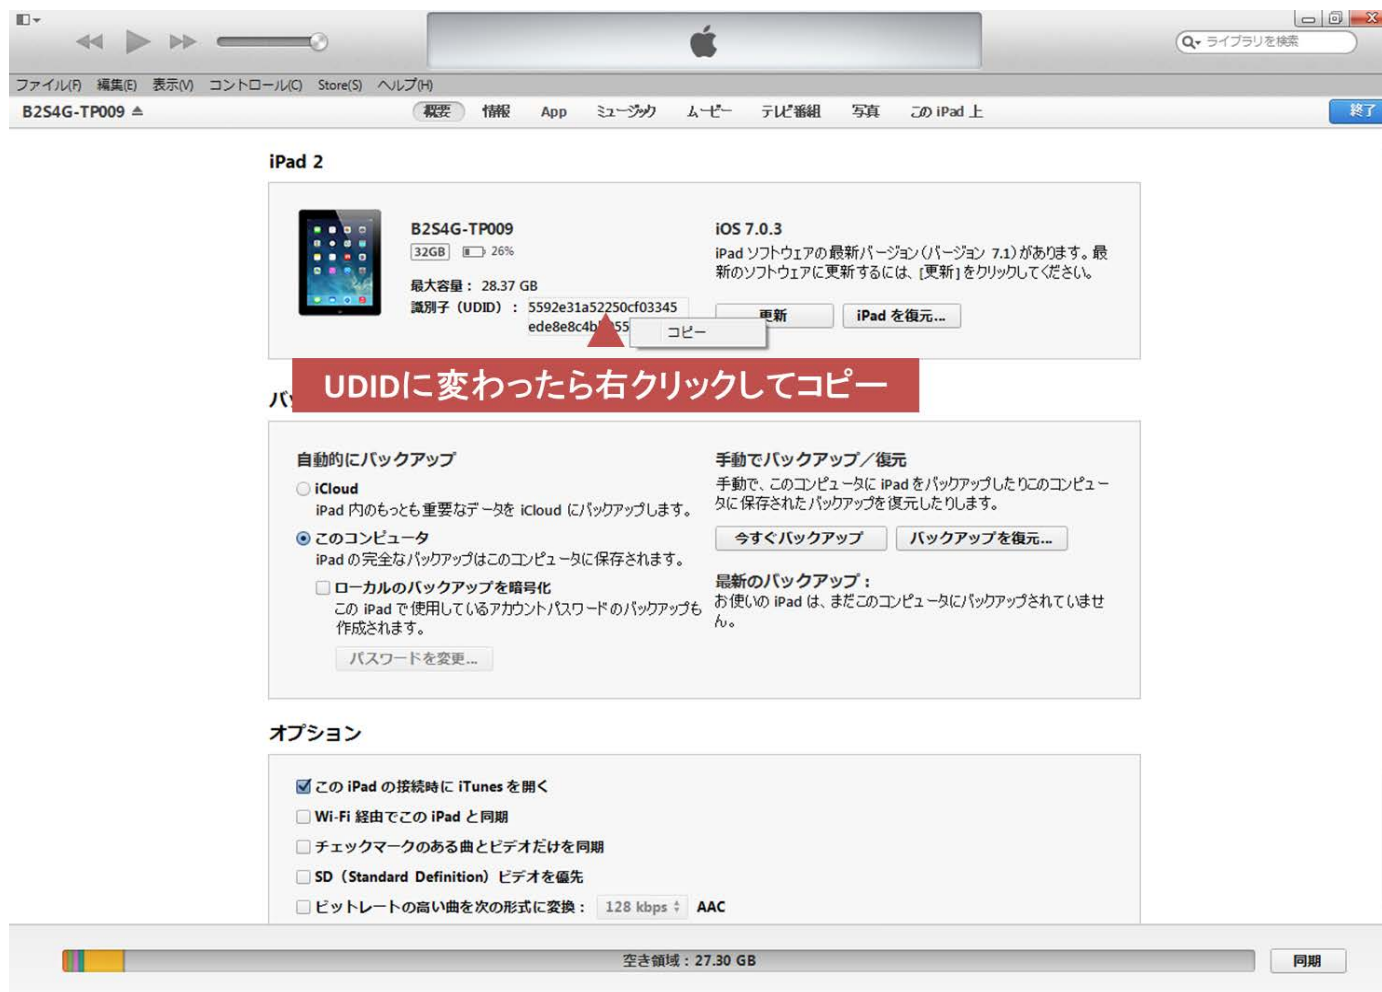 ライブラリを検索
ファイル(F) 編集(E) 表示(V) コントロール(C) Store(S) ヘルプ(H)
B2S4G-TP009 概要 情報 App ミュージック ムービー テレビ番組 写真 この iPad 上 終了
iPad 2
B2S4G-TP009
32GB 26%
最大容量： 28.37 GB
識別子（UDID）： 5592e31a52250cf03345
ede8e8c4b
コピー
iOS 7.0.3
iPad ソフトウェアの最新バージョン（バージョン 7.1）があります。最
新のソフトウェアに更新するには、[更新]をクリックしてください。
更新 iPad を復元...
UDIDに変わったら右クリックしてコピー
自動的にバックアップ
iCloud
iPad 内のもっとも重要なデータを iCloud にバックアップします。
このコンピュータ
iPad の完全なバックアップはこのコンピュータに保存されます。
ローカルのバックアップを暗号化
この iPad で使用しているアカウントパスワードのバックアップも
作成されます。
パスワードを変更...
手動でバックアップ／復元
手動で、このコンピュータに iPad をバックアップしたりこのコンピュー
タに保存されたバックアップを復元したりします。
今すぐバックアップ バックアップを復元...
最新のバックアップ：
お使いの iPad は、まだこのコンピュータにバックアップされていませ
ん。
オプション
この iPad の接続時に iTunes を開く
Wi-Fi 経由でこの iPad と同期
チェックマークのある曲とビデオだけを同期
SD（Standard Definition）ビデオを優先
ビットレートの高い曲を次の形式に変換： 128 kbps AAC
空き領域：27.30 GB 同期